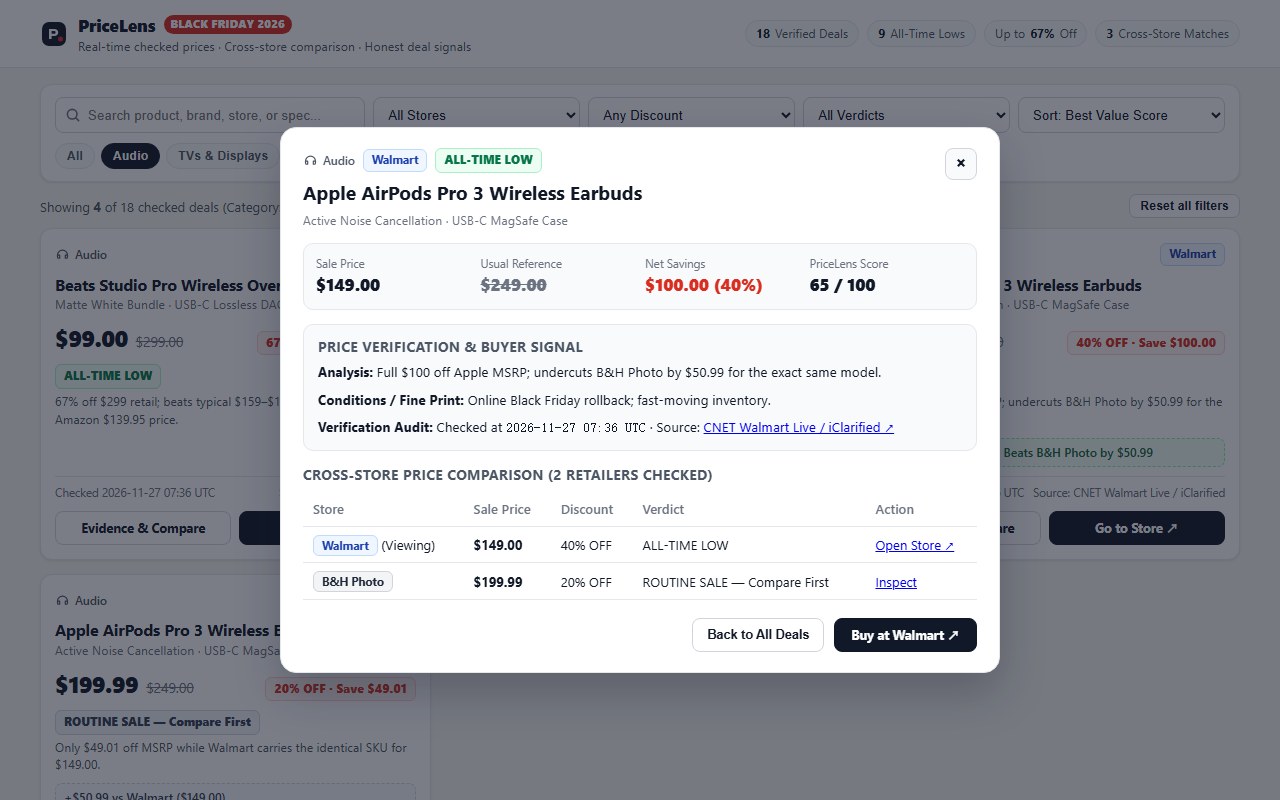 P.
PriceLens BLACK FRIDAY 2026
Real-time checked prices · Cross-store comparison · Honest deal signals
18 Verified Deals
9 All-Time Lows
Up to 67% Off
3 Cross-Store Matches
Search product, brand, store, or spec...
All Stores
Any Discount
All Verdicts
Sort: Best Value Score
All
Audio
TVs & Displays
Showing 4 of 18 checked deals (Category
Reset all filters
Audio
Beats Studio Pro Wireless Over
Matte White Bundle · USB-C Lossless DAC
$99.00 $299.00
67
ALL-TIME LOW
67% off $299 retail; beats typical $159–$1
Amazon $139.95 price.
Checked 2026-11-27 07:36 UTC
Evidence & Compare
Walmart
3 Wireless Earbuds
USB-C MagSafe Case
40% OFF · Save $100.00
undercuts B&H Photo by $50.99 for the
Beats B&H Photo by $50.99
UTC Source: CNET Walmart Live / iClarified
Go to Store ↗
Audio
Apple AirPods Pro 3 Wireless E
Active Noise Cancellation · USB-C MagSa
$199.99 $249.00
20% OFF · Save $49.01
ROUTINE SALE — Compare First
Only $49.01 off MSRP while Walmart carries the identical SKU for
$149.00.
+$50.99 vs Walmart ($149.00)
Audio Walmart ALL-TIME LOW
×
Apple AirPods Pro 3 Wireless Earbuds
Active Noise Cancellation · USB-C MagSafe Case
Sale Price Usual Reference Net Savings PriceLens Score
$149.00 $249.00 $100.00 (40%) 65 / 100
PRICE VERIFICATION & BUYER SIGNAL
Analysis: Full $100 off Apple MSRP; undercuts B&H Photo by $50.99 for the exact same model.
Conditions / Fine Print: Online Black Friday rollback; fast-moving inventory.
Verification Audit: Checked at 2026-11-27 07:36 UTC · Source: CNET Walmart Live / iClarified ↗
CROSS-STORE PRICE COMPARISON (2 RETAILERS CHECKED)
Store Sale Price Discount Verdict Action
Walmart (Viewing) $149.00 40% OFF ALL-TIME LOW Open Store ↗
B&H Photo $199.99 20% OFF ROUTINE SALE — Compare First Inspect
Back to All Deals
Buy at Walmart ↗